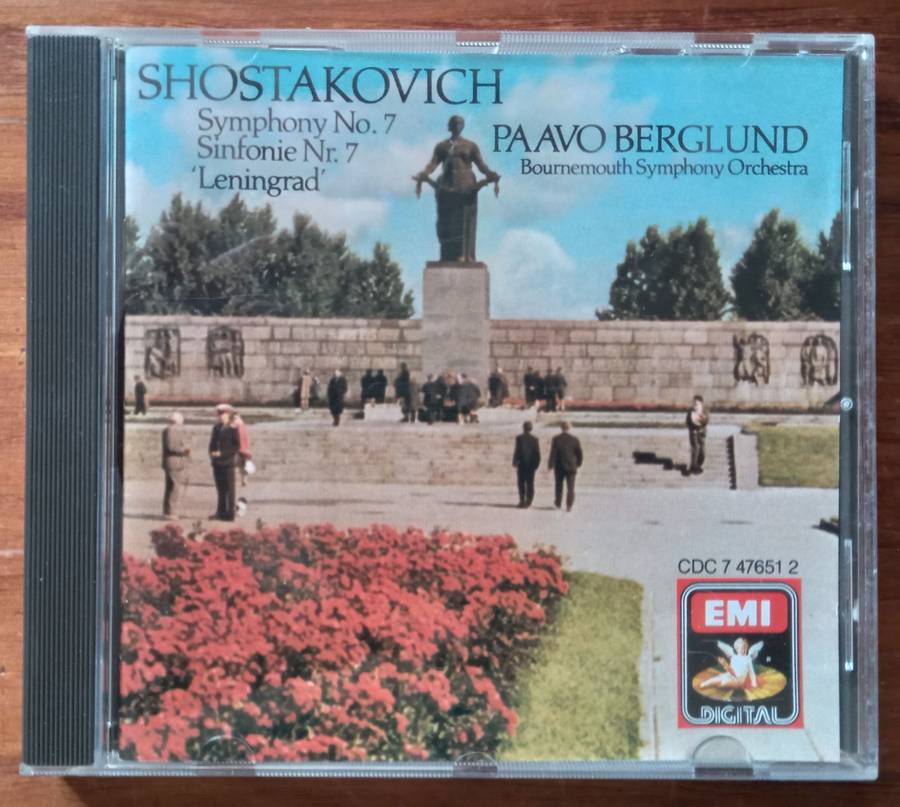 SHOSTAKOVICH
Symphony No. 7
Sinfonie Nr. 7
'Leningrad'
PAAVO BERGLUND
Bournemouth Symphony Orchestra
CDC 7 47651 2
EMI
DIGITAL